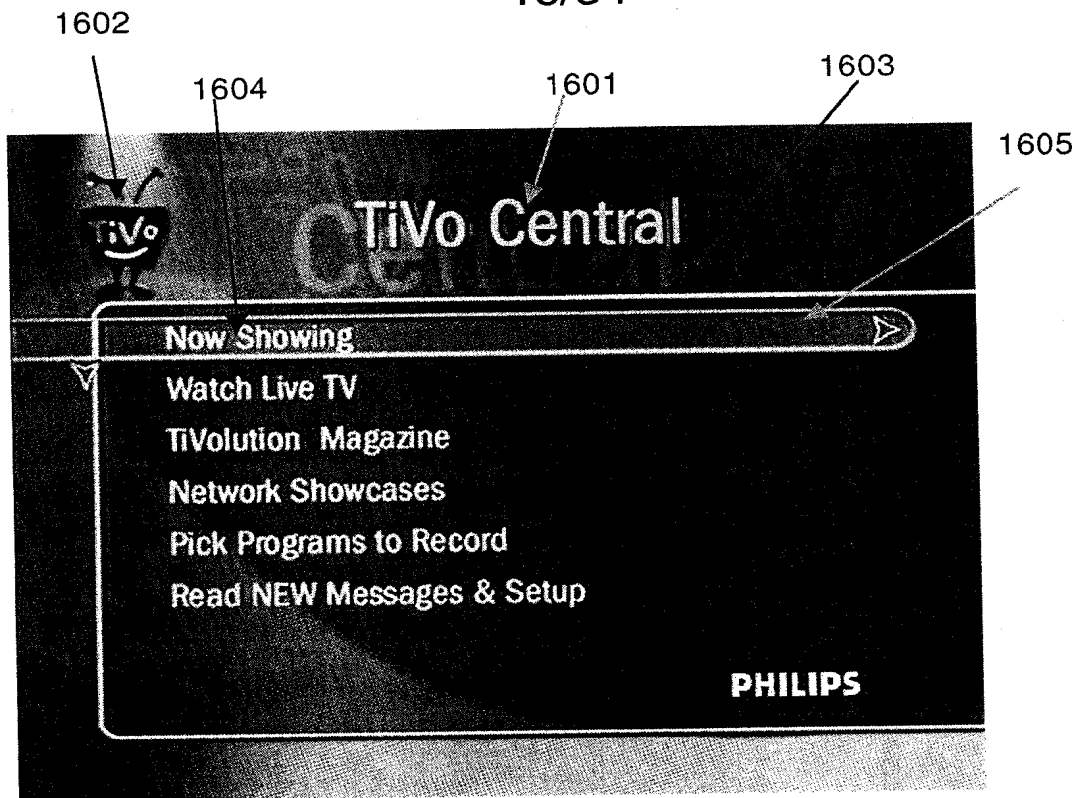 1602
1604
1601
1603
1605
TiVo
TiVo Central
Now Showing
Watch Live TV
TiVolution Magazine
Network Showcases
Pick Programs to Record
Read NEW Messages & Setup
PHILIPS